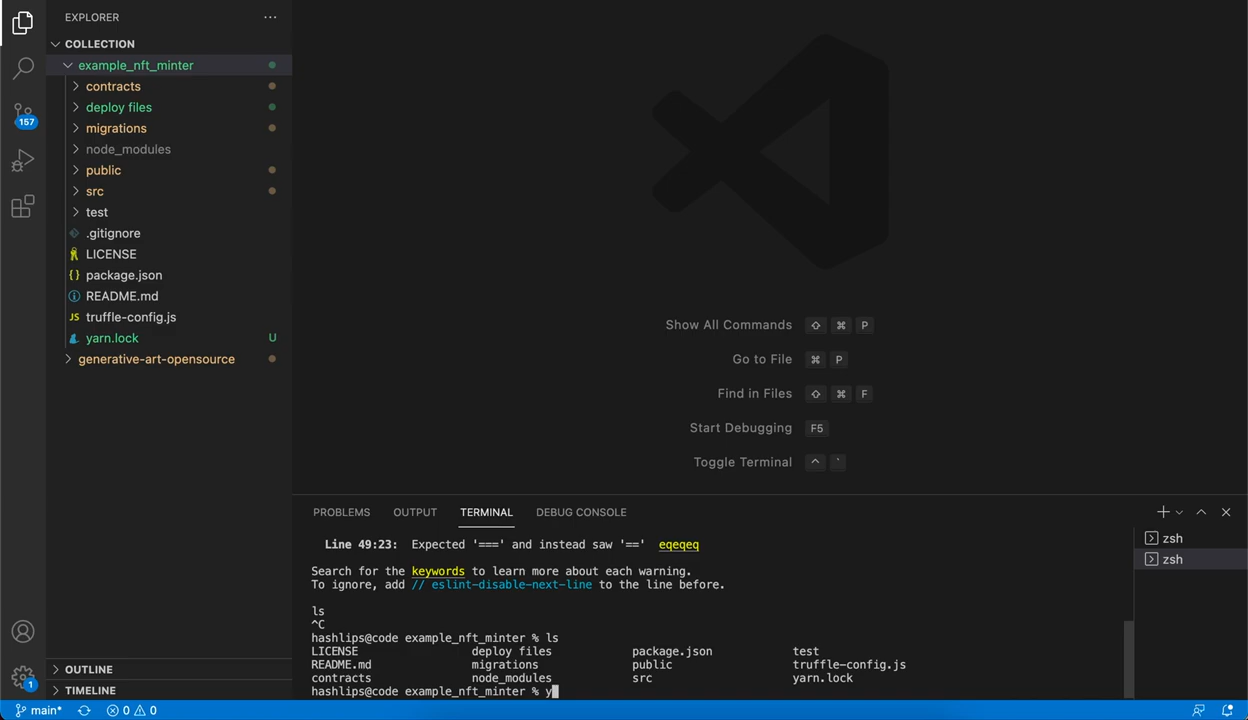 EXPLORER
COLLECTION
example_nft_minter
contracts
deploy files
migrations
node_modules
public
src
test
.gitignore
LICENSE
{} package.json
README.md
JS truffle-config.js
yarn.lock U
generative-art-opensource
OUTLINE
TIMELINE
157
1
Show All Commands ⇧ ⌘ P
Go to File ⌘ P
Find in Files ⇧ ⌘ F
Start Debugging F5
Toggle Terminal ^ `
PROBLEMS OUTPUT TERMINAL DEBUG CONSOLE
Line 49:23: Expected '===' and instead saw '==' eqeqeq
Search for the keywords to learn more about each warning.
To ignore, add // eslint-disable-next-line to the line before.
ls
^C
hashlips@code example_nft_minter % ls
LICENSE deploy files package.json test
README.md migrations public truffle-config.js
contracts node_modules src yarn.lock
hashlips@code example_nft_minter % y
zsh
zsh
main* 0 0